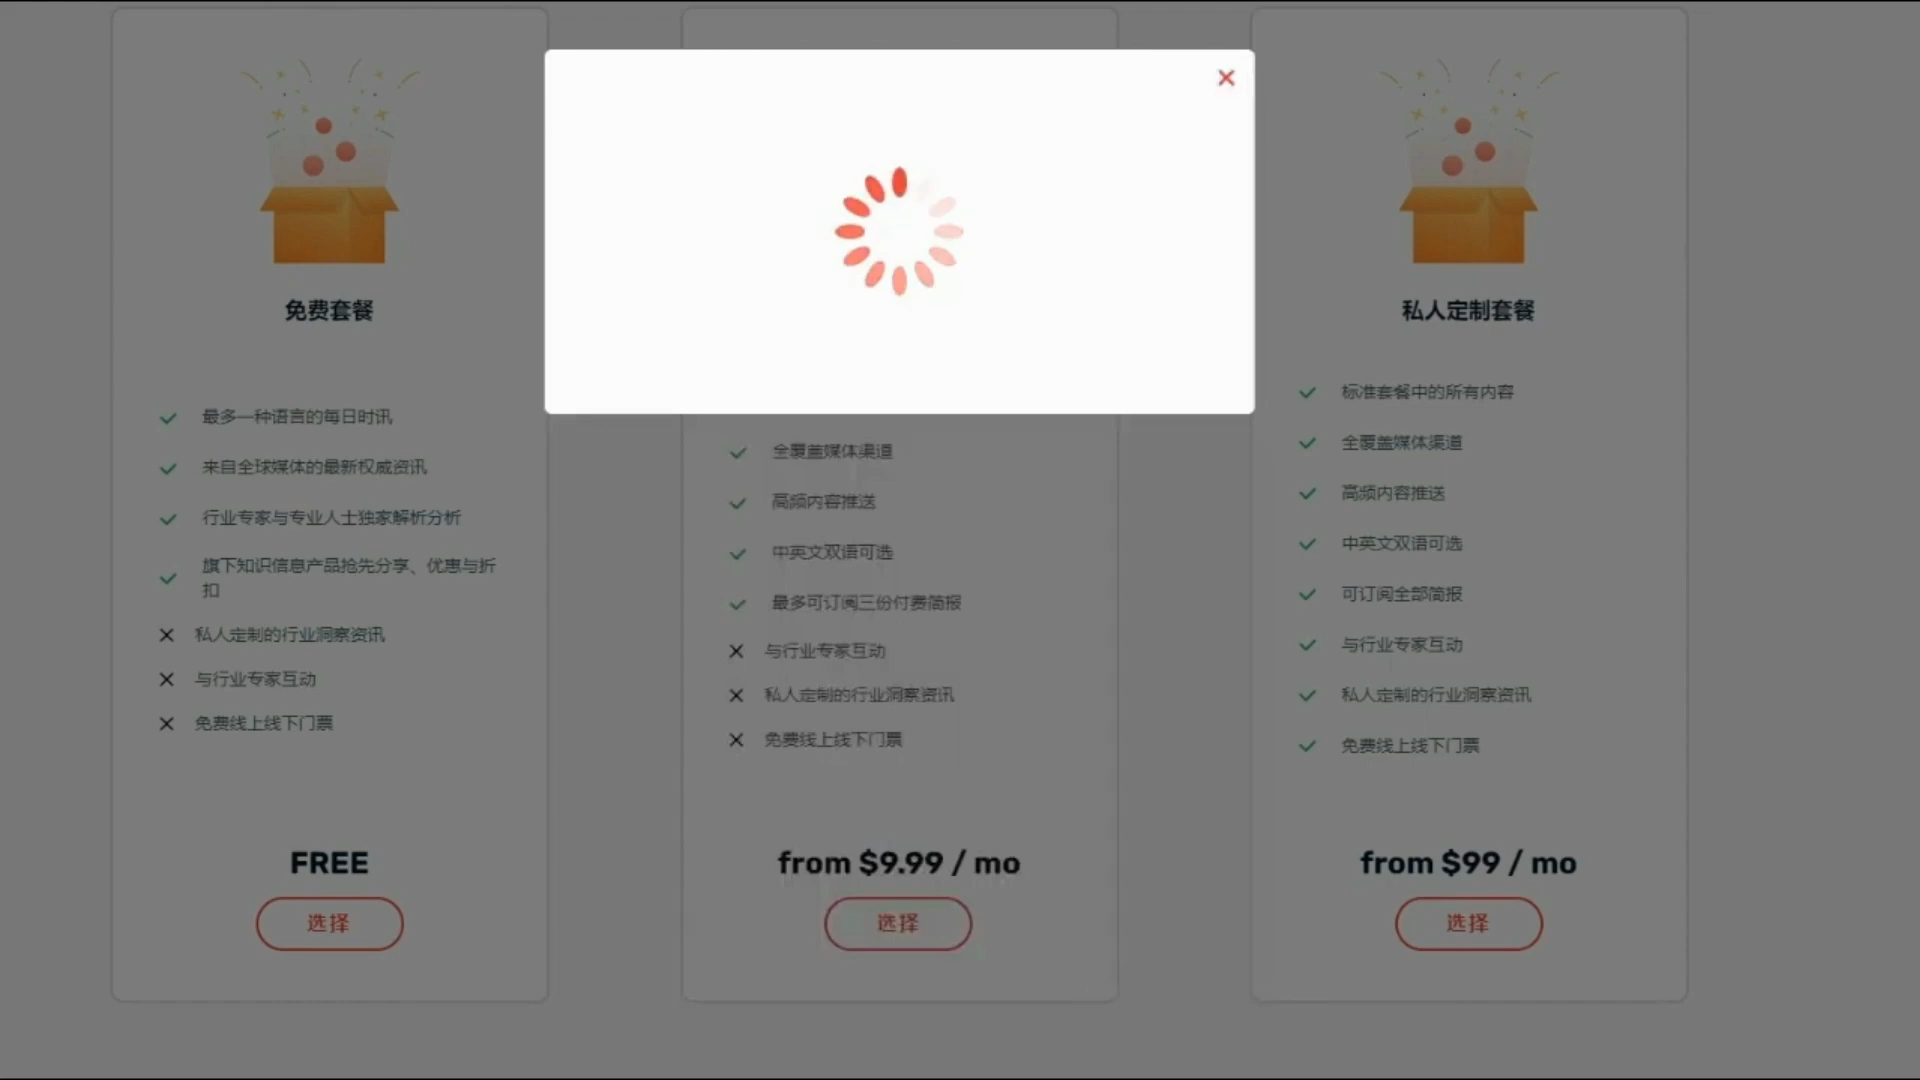 免费套餐
最多一种语言的每日时讯
来自全球媒体的最新权威资讯
行业专家与专业人士独家解析分析
旗下知识信息产品抢先分享、优惠与折
扣
私人定制的行业洞察资讯
与行业专家互动
免费线上线下门票
FREE
选择
全覆盖媒体渠道
高频内容推送
中英文双语可选
最多可订阅三份付费简报
与行业专家互动
私人定制的行业洞察资讯
免费线上线下门票
from $9.99 / mo
选择
私人定制套餐
标准套餐中的所有内容
全覆盖媒体渠道
高频内容推送
中英文双语可选
可订阅全部简报
与行业专家互动
私人定制的行业洞察资讯
免费线上线下门票
from $99 / mo
选择